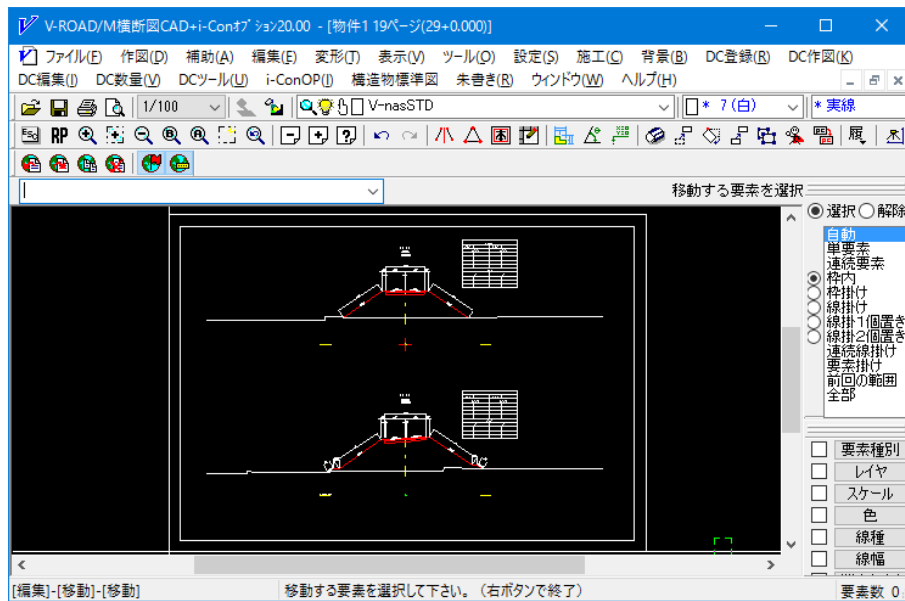 V-ROAD/M横断図CAD+i-Conｵﾌﾟｼｮﾝ20.00 - [物件1 19ページ(29+0.000)]
ファイル(F) 作図(D) 補助(A) 編集(E) 変形(T) 表示(V) ツール(O) 設定(S) 施工(C) 背景(B) DC登録(R) DC作図(K)
DC編集(J) DC数量(V) DCツール(U) i-ConOP(I) 構造物標準図 朱書き(R) ウィンドウ(W) ヘルプ(H)
1/100 V-nasSTD * 7 (白) * 実線
Esc RP
移動する要素を選択
選択 解除
自動
単要素
連続要素
枠内
枠掛け
線掛け
線掛1個置き
線掛2個置き
連続線掛け
要素掛け
前回の範囲
全部
要素種別
レイヤ
スケール
色
線種
線幅
[編集]-[移動]-[移動] 移動する要素を選択して下さい。（右ボタンで終了） 要素数 0